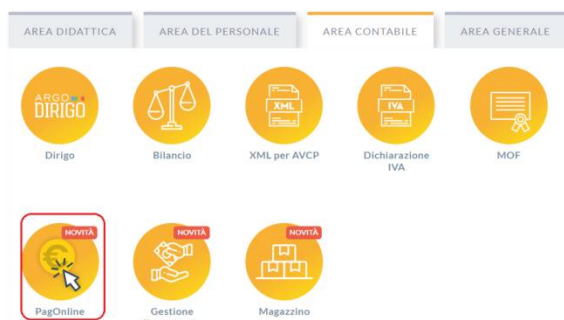 AREA DIDATTICA
AREA DEL PERSONALE
AREA CONTABILE
AREA GENERALE
ARGO
DIRIGO
XML
IVA
Dirigo
Bilancio
XML per AVCP
Dichiarazione
IVA
MOF
NOVITÀ
NOVITÀ
NOVITÀ
€
PagOnline
Gestione
Magazzino